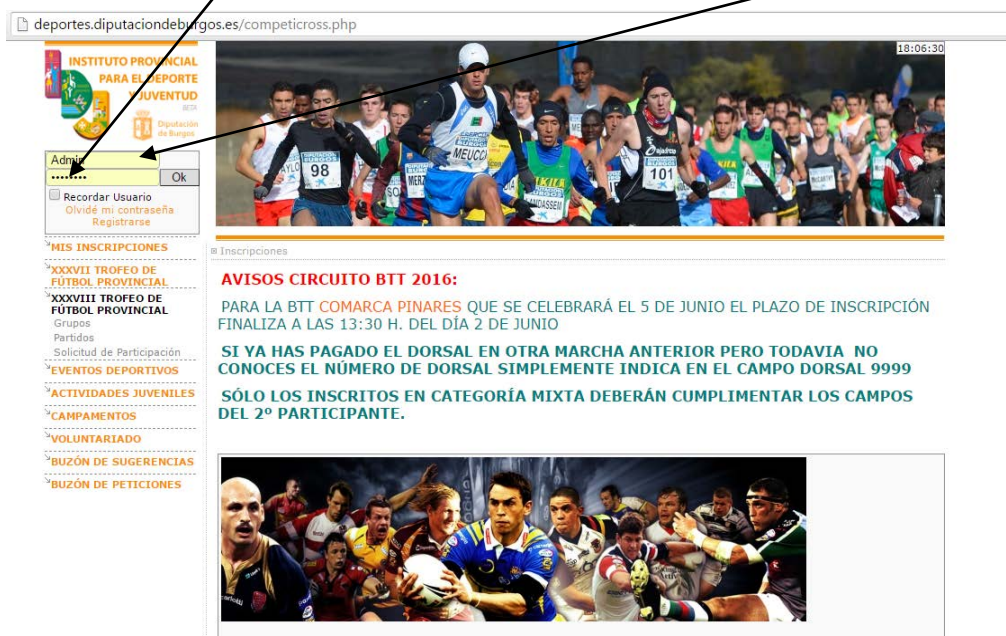 deportes.diputaciondeburgos.es/competicross.php
18:06:30
INSTITUTO PROVINCIAL
PARA EL DEPORTE
Y JUVENTUD
BETA
Diputación
de Burgos
Admin
••••••••
Ok
Recordar Usuario
Olvidé mi contraseña
Registrarse
MIS INSCRIPCIONES
XXXVII TROFEO DE
FÚTBOL PROVINCIAL
XXXVIII TROFEO DE
FÚTBOL PROVINCIAL
Grupos
Partidos
Solicitud de Participación
EVENTOS DEPORTIVOS
ACTIVIDADES JUVENILES
CAMPAMENTOS
VOLUNTARIADO
BUZÓN DE SUGERENCIAS
BUZÓN DE PETICIONES
98
MEUCCI
101
Inscripciones
AVISOS CIRCUITO BTT 2016:
PARA LA BTT COMARCA PINARES QUE SE CELEBRARÁ EL 5 DE JUNIO EL PLAZO DE INSCRIPCIÓN
FINALIZA A LAS 13:30 H. DEL DÍA 2 DE JUNIO
SI YA HAS PAGADO EL DORSAL EN OTRA MARCHA ANTERIOR PERO TODAVIA NO
CONOCES EL NÚMERO DE DORSAL SIMPLEMENTE INDICA EN EL CAMPO DORSAL 9999
SÓLO LOS INSCRITOS EN CATEGORÍA MIXTA DEBERÁN CUMPLIMENTAR LOS CAMPOS
DEL 2º PARTICIPANTE.